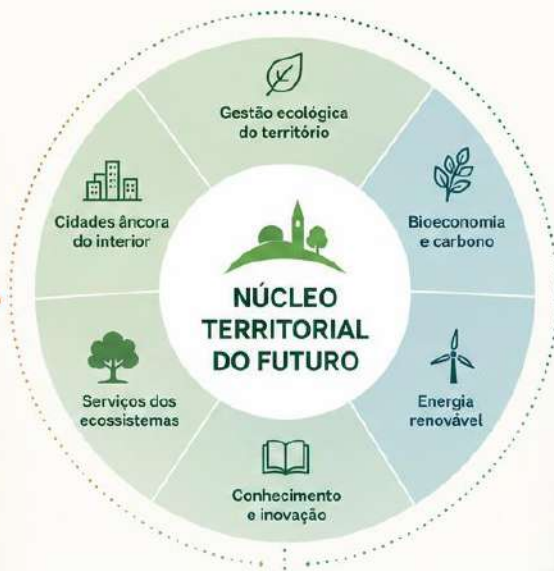 Gestão ecológica
do território
Cidades âncora
do interior
Bioeconomia
e carbono
NÚCLEO
TERRITORIAL
DO FUTURO
Serviços dos
ecossistemas
Energia
renovável
Conhecimento
e inovação